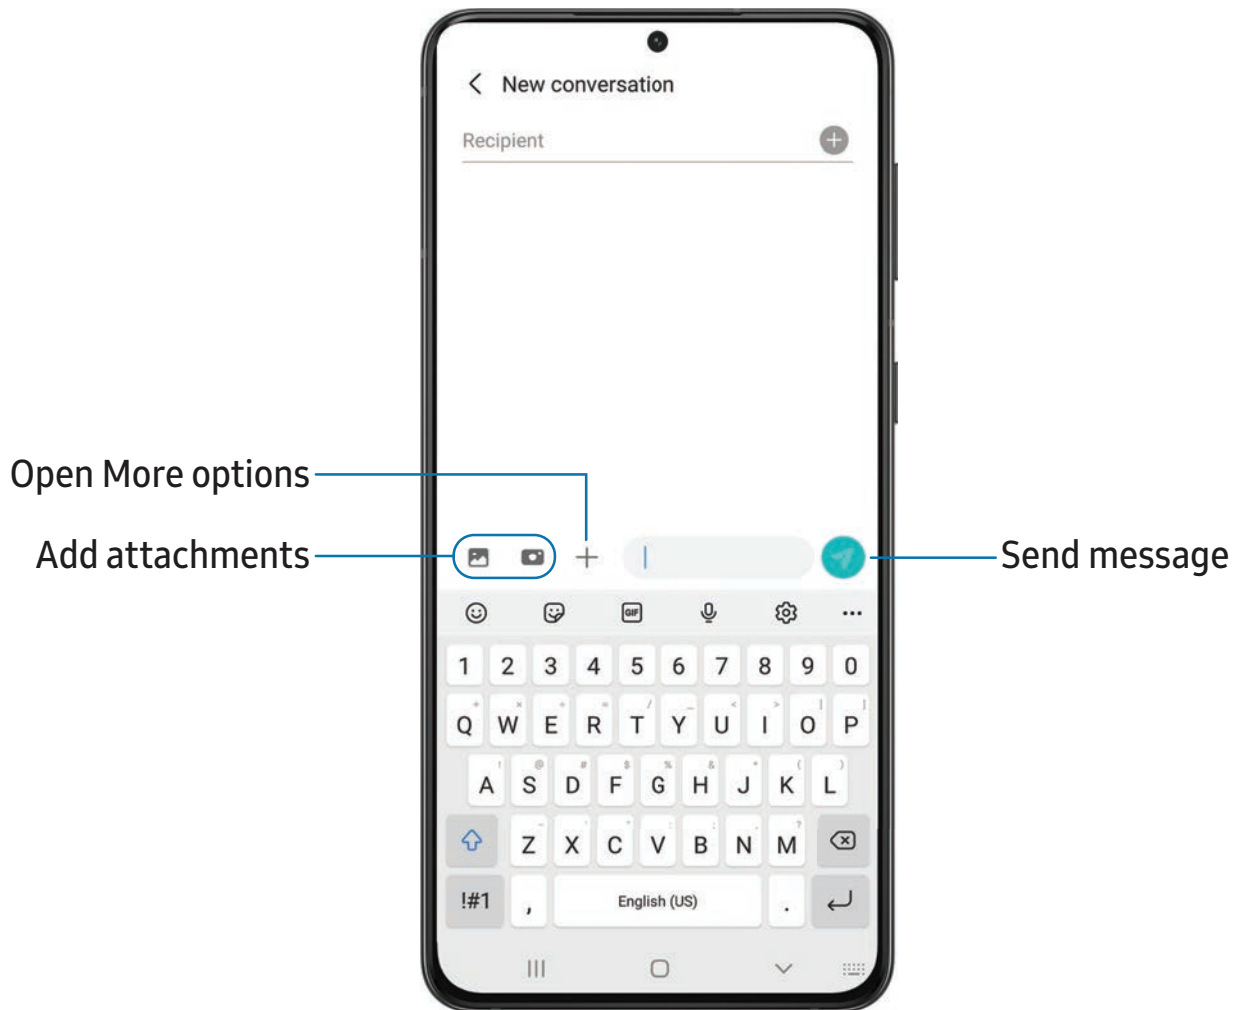 New conversation
Recipient
Open More options
Add attachments
Send message
GIF
1 2 3 4 5 6 7 8 9 0
Q W E R T Y U I O P
A S D F G H J K L
Z X C V B N M
!#1 , English (US) .